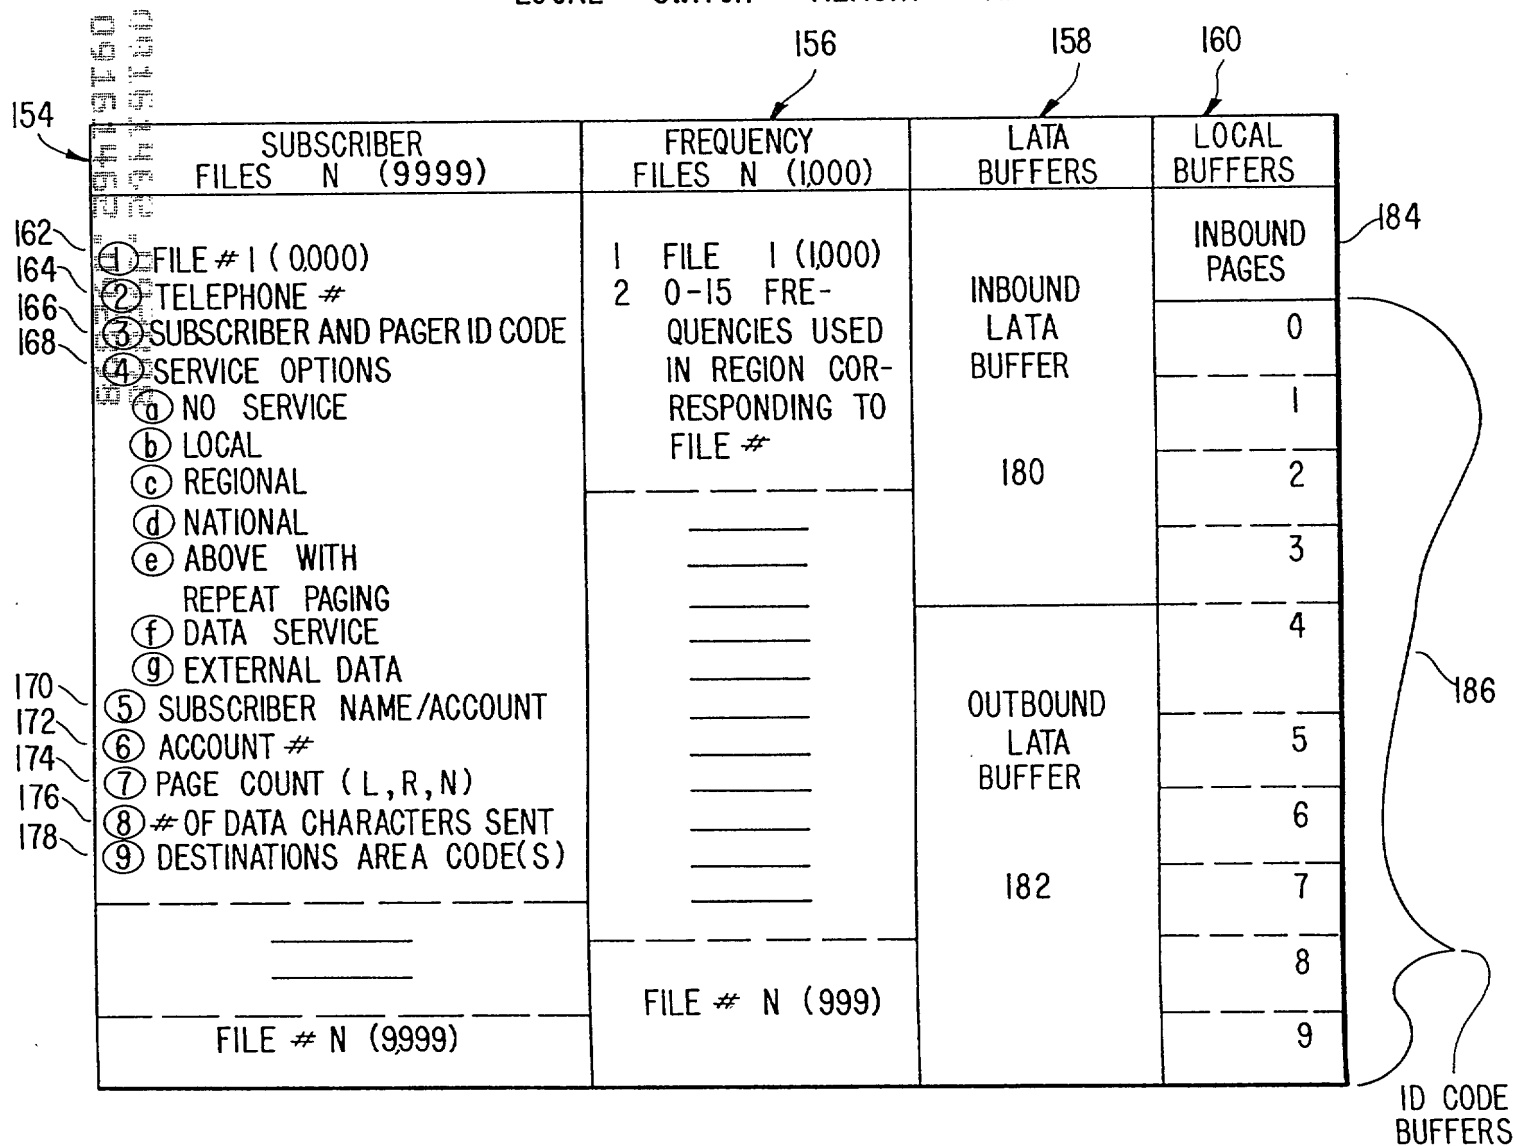 156
158
160
154
SUBSCRIBER
FILES N (9999)
FREQUENCY
FILES N (1,000)
LATA
BUFFERS
LOCAL
BUFFERS
162
164
166
168
① FILE # 1 (0,000)
② TELEPHONE #
③ SUBSCRIBER AND PAGER ID CODE
④ SERVICE OPTIONS
ⓐ NO SERVICE
ⓑ LOCAL
ⓒ REGIONAL
ⓓ NATIONAL
ⓔ ABOVE WITH
REPEAT PAGING
ⓕ DATA SERVICE
ⓖ EXTERNAL DATA
170
172
174
176
178
⑤ SUBSCRIBER NAME/ACCOUNT
⑥ ACCOUNT #
⑦ PAGE COUNT (L,R,N)
⑧ # OF DATA CHARACTERS SENT
⑨ DESTINATIONS AREA CODE(S)
FILE # N (9,999)
1 FILE 1 (1,000)
2 0-15 FRE-
QUENCIES USED
IN REGION COR-
RESPONDING TO
FILE #
FILE # N (999)
INBOUND
LATA
BUFFER
180
OUTBOUND
LATA
BUFFER
182
INBOUND
PAGES
184
0
1
2
3
4
5
6
7
8
9
186
ID CODE
BUFFERS